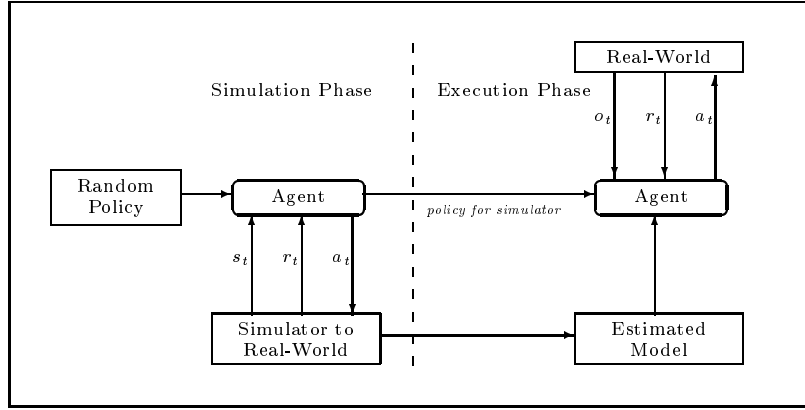 Real-World
Simulation Phase
Execution Phase
o_t
r_t
a_t
Random
Policy
Agent
policy for simulator
Agent
s_t
r_t
a_t
Simulator to
Real-World
Estimated
Model